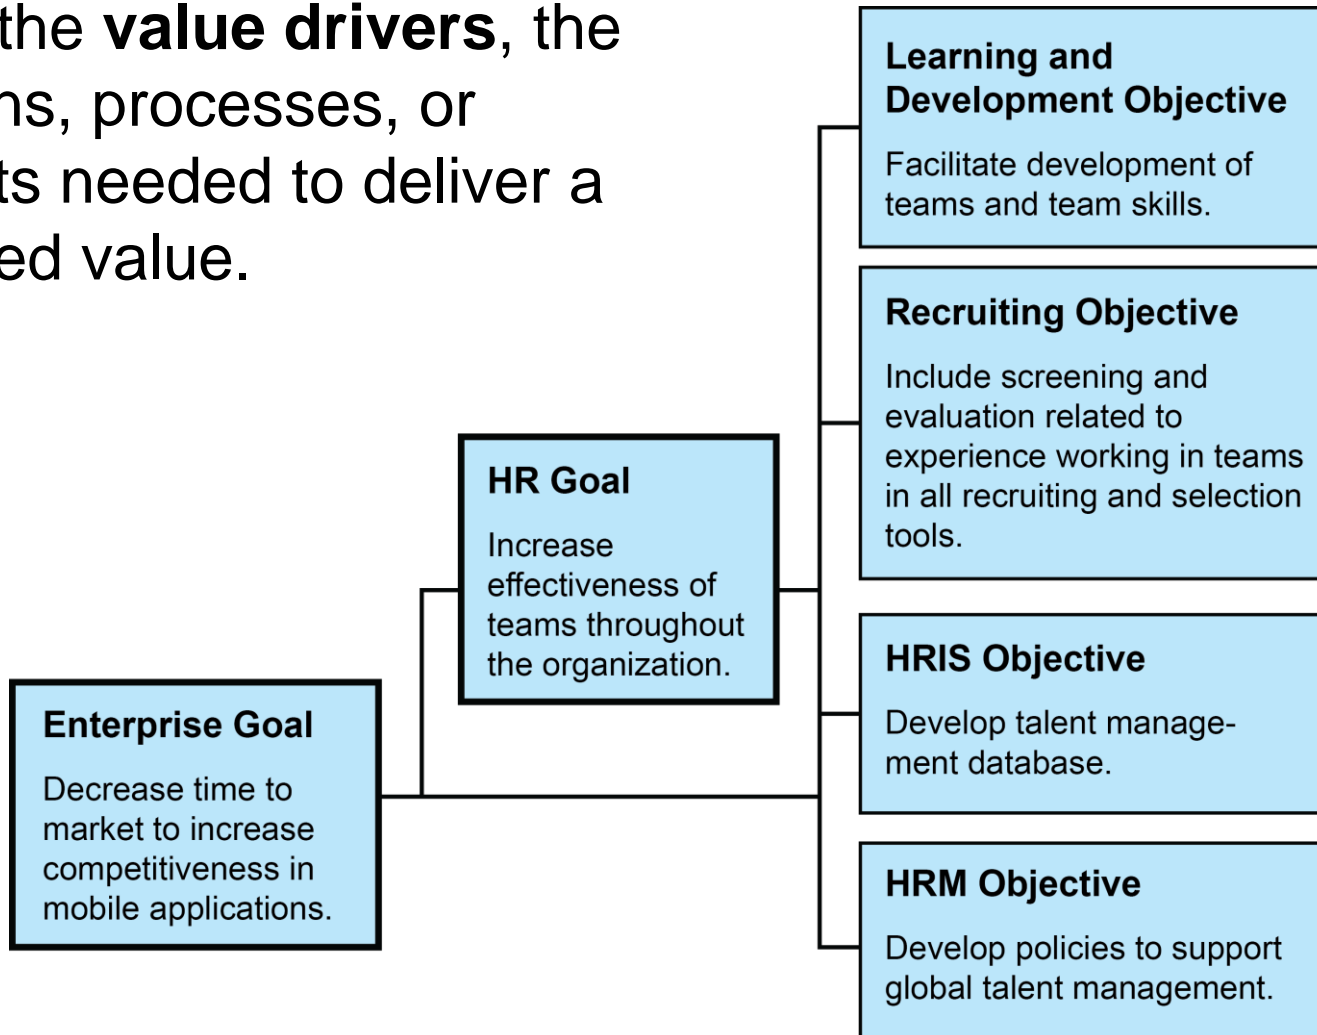 the value drivers, the
ns, processes, or
ts needed to deliver a
ed value.
Learning and
Development Objective
Facilitate development of
teams and team skills.
Recruiting Objective
Include screening and
evaluation related to
experience working in teams
in all recruiting and selection
tools.
HR Goal
Increase
effectiveness of
teams throughout
the organization.
HRIS Objective
Develop talent manage-
ment database.
Enterprise Goal
Decrease time to
market to increase
competitiveness in
mobile applications.
HRM Objective
Develop policies to support
global talent management.